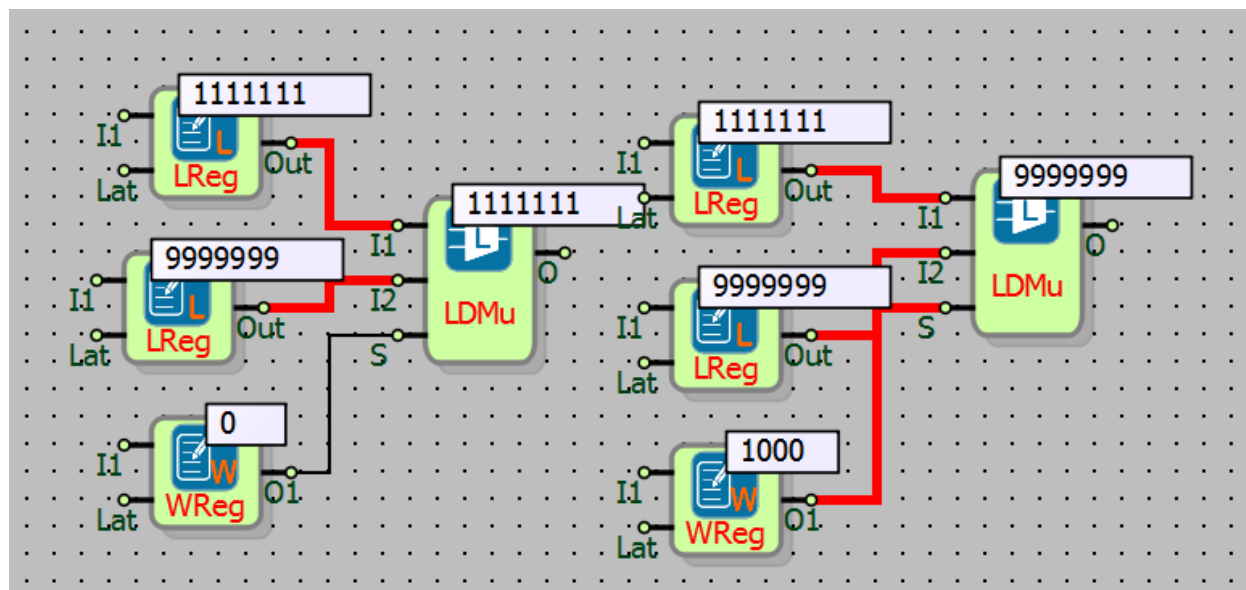 1111111
I1
L
Out
Lat
LReg
1111111
I1
L
I2
O
LDMu
S
9999999
I1
L
Out
Lat
LReg
0
I1
W
O1
Lat
WReg
1111111
I1
L
Out
Lat
LReg
9999999
I1
L
I2
O
LDMu
S
9999999
I1
L
Out
Lat
LReg
1000
I1
W
O1
Lat
WReg